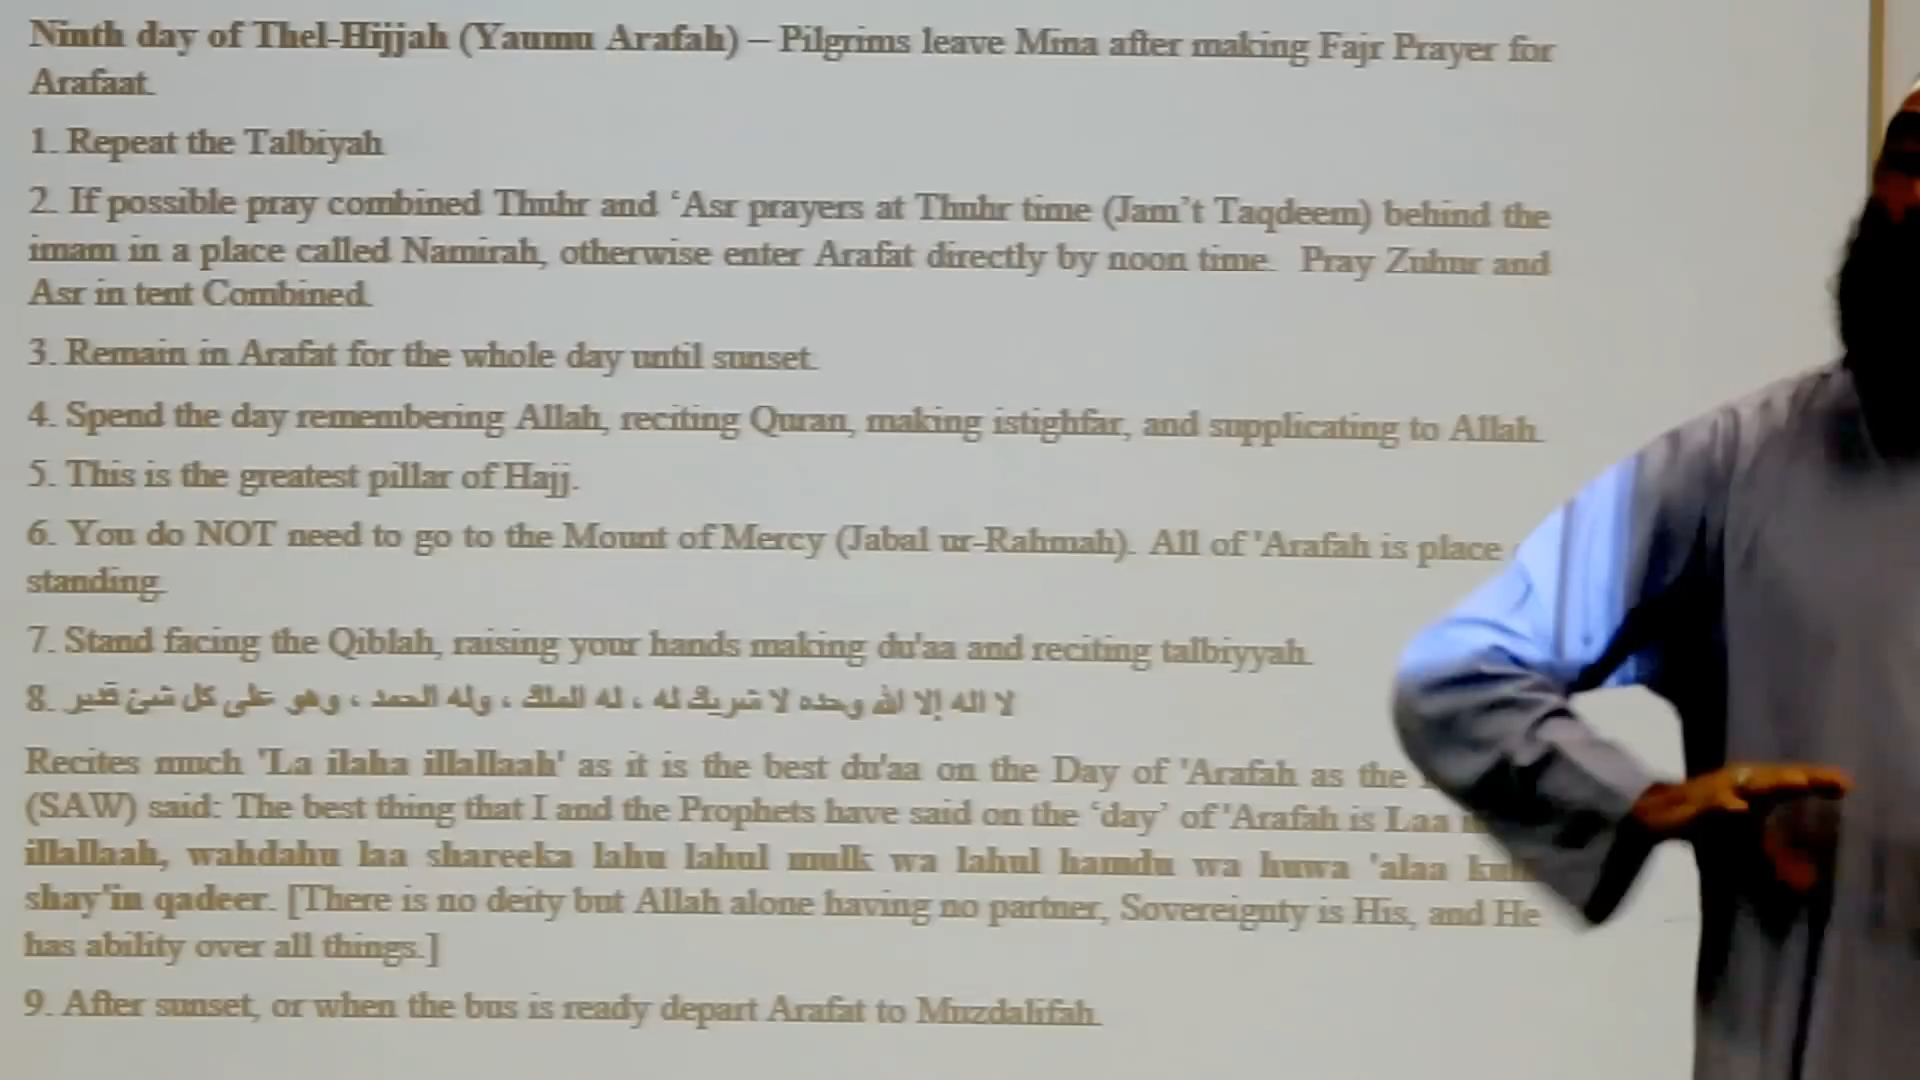 Ninth day of Thel-Hijjah (Yaumu Arafah) – Pilgrims leave Mina after making Fajr Prayer for
Arafaat.
1. Repeat the Talbiyah
2. If possible pray combined Thuhr and ‘Asr prayers at Thuhr time (Jam’t Taqdeem) behind the
imam in a place called Namirah, otherwise enter Arafat directly by noon time. Pray Zuhur and
Asr in tent Combined.
3. Remain in Arafat for the whole day until sunset.
4. Spend the day remembering Allah, reciting Quran, making istighfar, and supplicating to Allah.
5. This is the greatest pillar of Hajj.
6. You do NOT need to go to the Mount of Mercy (Jabal ur-Rahmah). All of 'Arafah is place
standing.
7. Stand facing the Qiblah, raising your hands making du'aa and reciting talbiyyah.
8. لا اله إلا الله وحده لا شريك له ، له الملك ، وله الحمد ، وهو على كل شئ قدير
Recites much 'La ilaha illallaah' as it is the best du'aa on the Day of 'Arafah as the
(SAW) said: The best thing that I and the Prophets have said on the ‘day’ of 'Arafah is Laa
illallaah, wahdahu laa shareeka lahu lahul mulk wa lahul hamdu wa huwa 'alaa
shay'in qadeer. [There is no deity but Allah alone having no partner, Sovereignty is His, and He
has ability over all things.]
9. After sunset, or when the bus is ready depart Arafat to Muzdalifah.